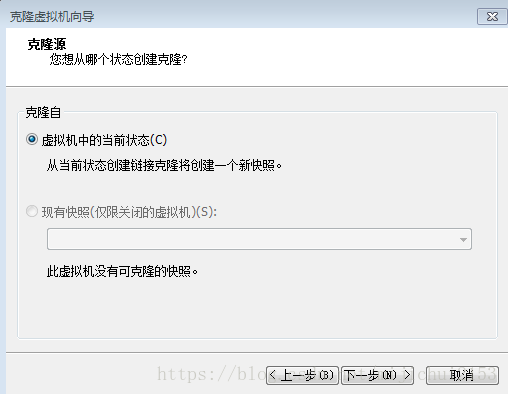 克隆虚拟机向导
克隆源
您想从哪个状态创建克隆?
克隆自
虚拟机中的当前状态(C)
从当前状态创建链接克隆将创建一个新快照。
现有快照(仅限关闭的虚拟机)(S):
此虚拟机没有可克隆的快照。
< 上一步(B) 下一步(N) > 取消